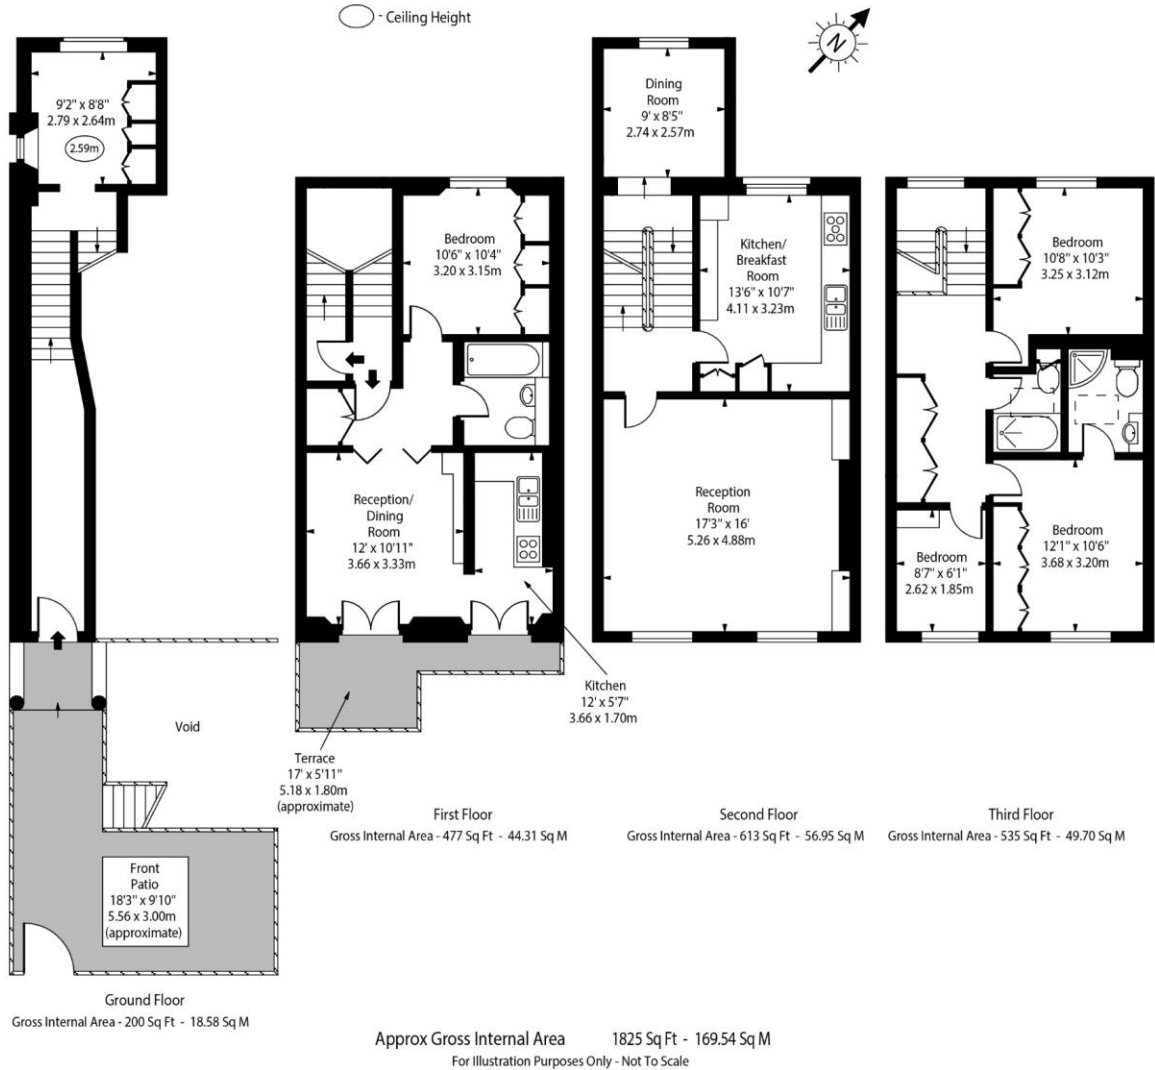 - Ceiling Height
N
9'2" x 8'8"
2.79 x 2.64m
2.59m
Void
Front
Patio
18'3" x 9'10"
5.56 x 3.00m
(approximate)
Ground Floor
Gross Internal Area - 200 Sq Ft - 18.58 Sq M
Bedroom
10'6" x 10'4"
3.20 x 3.15m
Reception/
Dining
Room
12' x 10'11"
3.66 x 3.33m
Kitchen
12' x 5'7"
3.66 x 1.70m
Terrace
17' x 5'11"
5.18 x 1.80m
(approximate)
First Floor
Gross Internal Area - 477 Sq Ft - 44.31 Sq M
Dining
Room
9' x 8'5"
2.74 x 2.57m
Kitchen/
Breakfast
Room
13'6" x 10'7"
4.11 x 3.23m
Reception
Room
17'3" x 16'
5.26 x 4.88m
Second Floor
Gross Internal Area - 613 Sq Ft - 56.95 Sq M
Bedroom
10'8" x 10'3"
3.25 x 3.12m
Bedroom
12'1" x 10'6"
3.68 x 3.20m
Bedroom
8'7" x 6'1"
2.62 x 1.85m
Third Floor
Gross Internal Area - 535 Sq Ft - 49.70 Sq M
Approx Gross Internal Area 1825 Sq Ft - 169.54 Sq M
For Illustration Purposes Only - Not To Scale